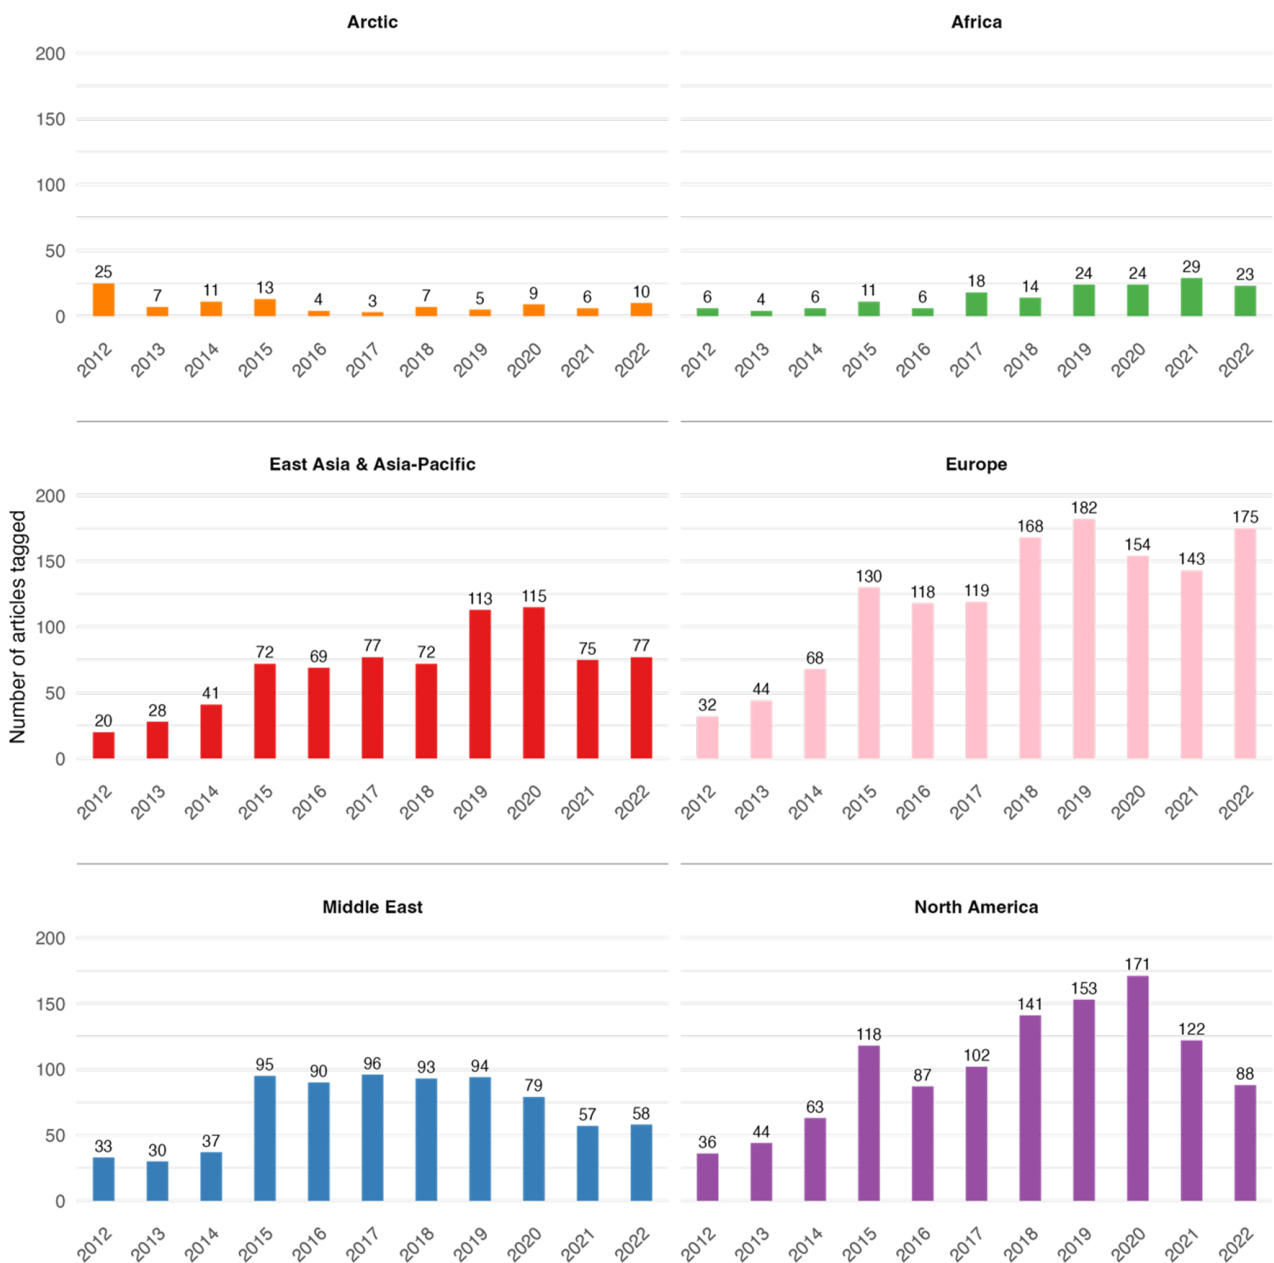 Arctic
Africa
200
150
100
50
0
25 7 11 13 4 3 7 5 9 6 10
6 4 6 11 6 18 14 24 24 29 23
2012 2013 2014 2015 2016 2017 2018 2019 2020 2021 2022
2012 2013 2014 2015 2016 2017 2018 2019 2020 2021 2022
Number of articles tagged
East Asia & Asia-Pacific
Europe
200
150
100
50
0
20 28 41 72 69 77 72 113 115 75 77
32 44 68 130 118 119 168 182 154 143 175
2012 2013 2014 2015 2016 2017 2018 2019 2020 2021 2022
2012 2013 2014 2015 2016 2017 2018 2019 2020 2021 2022
Middle East
North America
200
150
100
50
0
33 30 37 95 90 96 93 94 79 57 58
36 44 63 118 87 102 141 153 171 122 88
2012 2013 2014 2015 2016 2017 2018 2019 2020 2021 2022
2012 2013 2014 2015 2016 2017 2018 2019 2020 2021 2022